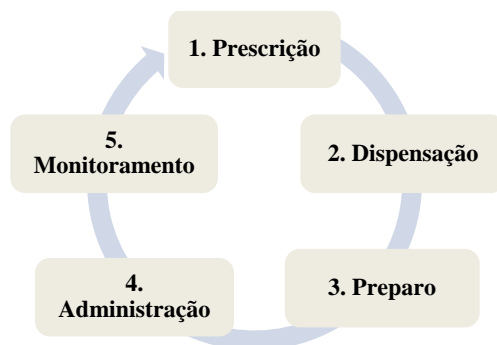 1. Prescrição
2. Dispensação
3. Preparo
4.
Administração
5.
Monitoramento